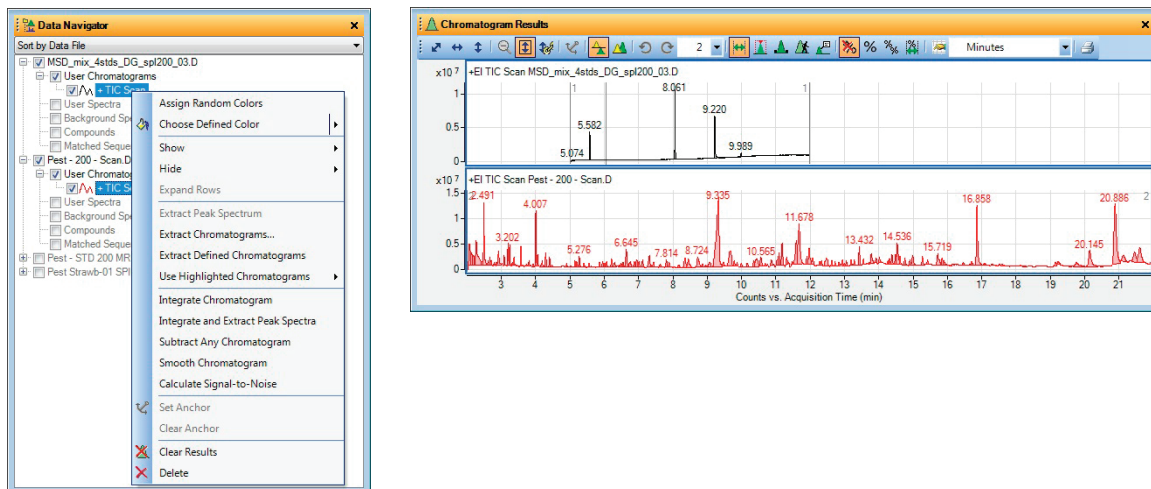 Data Navigator
Sort by Data File
MSD_mix_4stds_DG_spl200_03.D
User Chromatograms
+ TIC Scan
User Spectra
Background Spe
Compounds
Matched Seque
Pest - 200 - Scan.D
User Chromatog
+ TIC S
User Spectra
Background Spe
Compounds
Matched Seque
Pest - STD 200 MR
Pest Strawb-01 SPI
Assign Random Colors
Choose Defined Color
Show
Hide
Expand Rows
Extract Peak Spectrum
Extract Chromatograms...
Extract Defined Chromatograms
Use Highlighted Chromatograms
Integrate Chromatogram
Integrate and Extract Peak Spectra
Subtract Any Chromatogram
Smooth Chromatogram
Calculate Signal-to-Noise
Set Anchor
Clear Anchor
Clear Results
Delete
Chromatogram Results
2 % % Minutes
x10 7 +EI TIC Scan MSD_mix_4stds_DG_spl200_03.D
1 1 8.061 1
9.220
0.5 5.582
5.074 9.989
0
x10 7 +EI TIC Scan Pest - 200 - Scan.D
1.5 2.491 9.335 16.858 20.886 2
1 4.007 11.678
0.5 3.202 5.276 6.645 7.814 8.724 10.565 13.432 14.536 15.719 20.145
0
3 4 5 6 7 8 9 10 11 12 13 14 15 16 17 18 19 20 21
Counts vs. Acquisition Time (min)